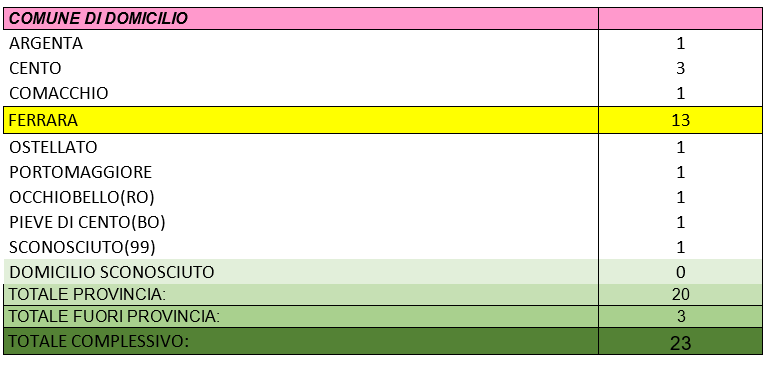 COMUNE DI DOMICILIO
ARGENTA 1
CENTO 3
COMACCHIO 1
FERRARA 13
OSTELLATO 1
PORTOMAGGIORE 1
OCCHIOBELLO(RO) 1
PIEVE DI CENTO(BO) 1
SCONOSCIUTO(99) 1
DOMICILIO SCONOSCIUTO 0
TOTALE PROVINCIA: 20
TOTALE FUORI PROVINCIA: 3
TOTALE COMPLESSIVO: 23